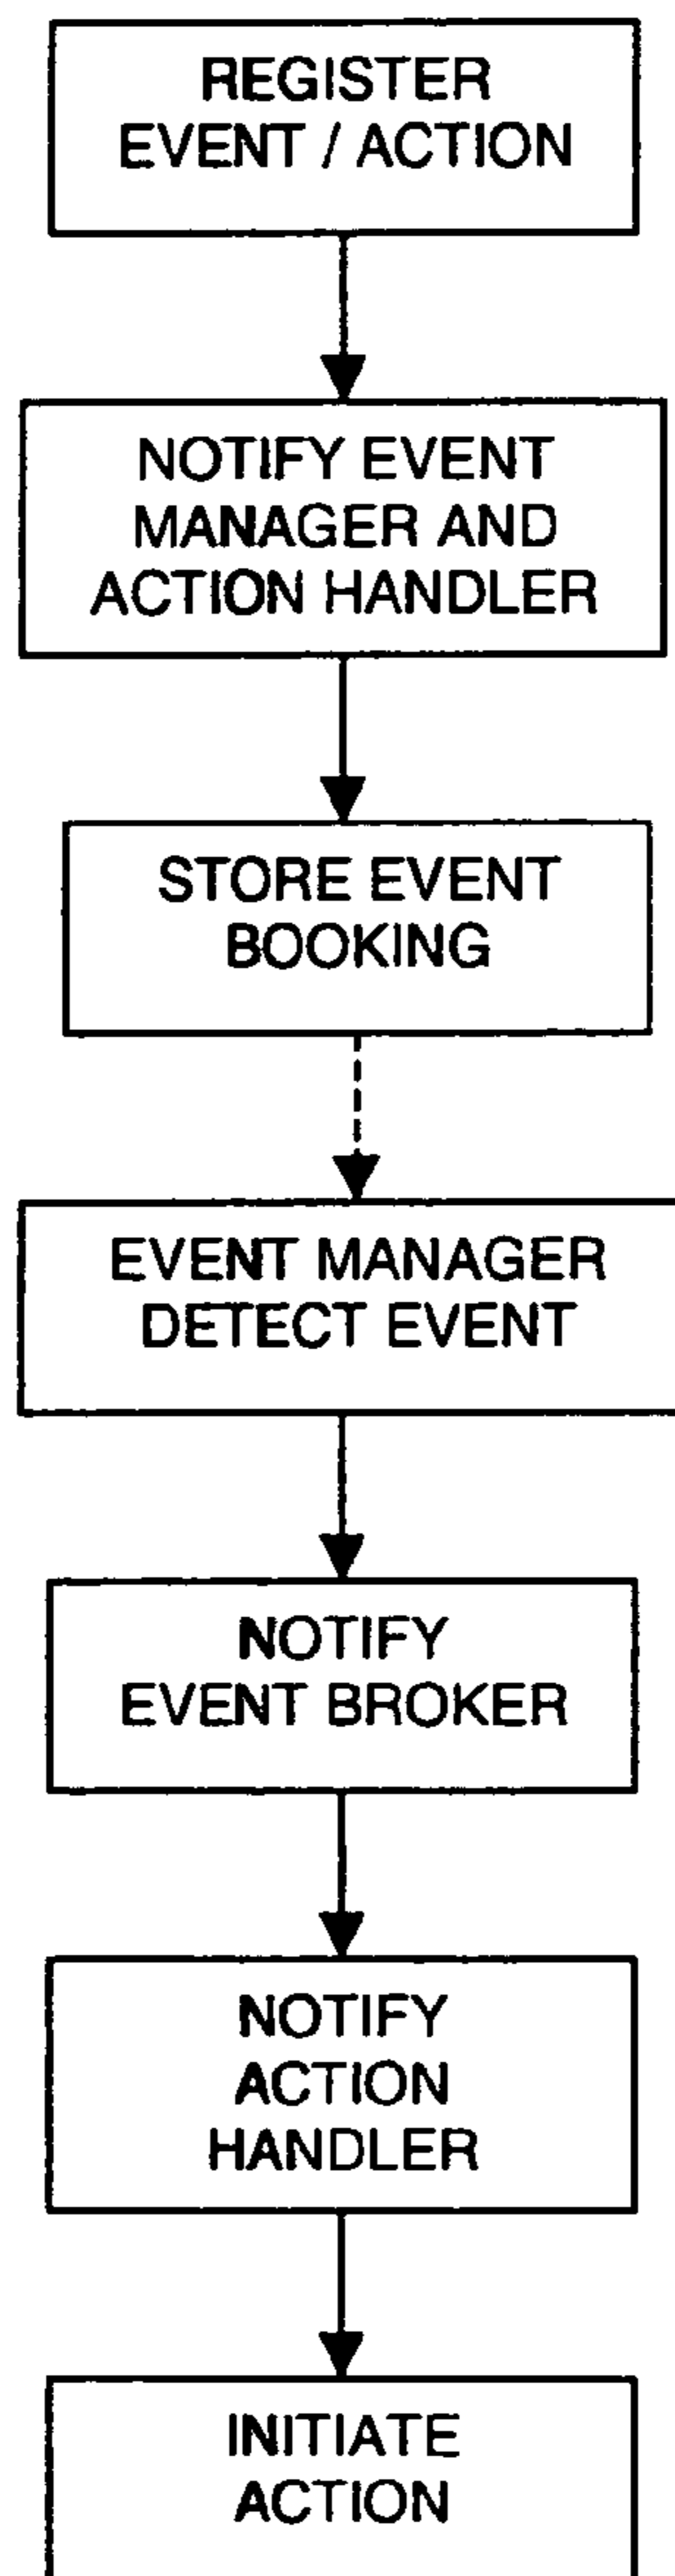 REGISTER
EVENT / ACTION
NOTIFY EVENT
MANAGER AND
ACTION HANDLER
STORE EVENT
BOOKING
EVENT MANAGER
DETECT EVENT
NOTIFY
EVENT BROKER
NOTIFY
ACTION
HANDLER
INITIATE
ACTION